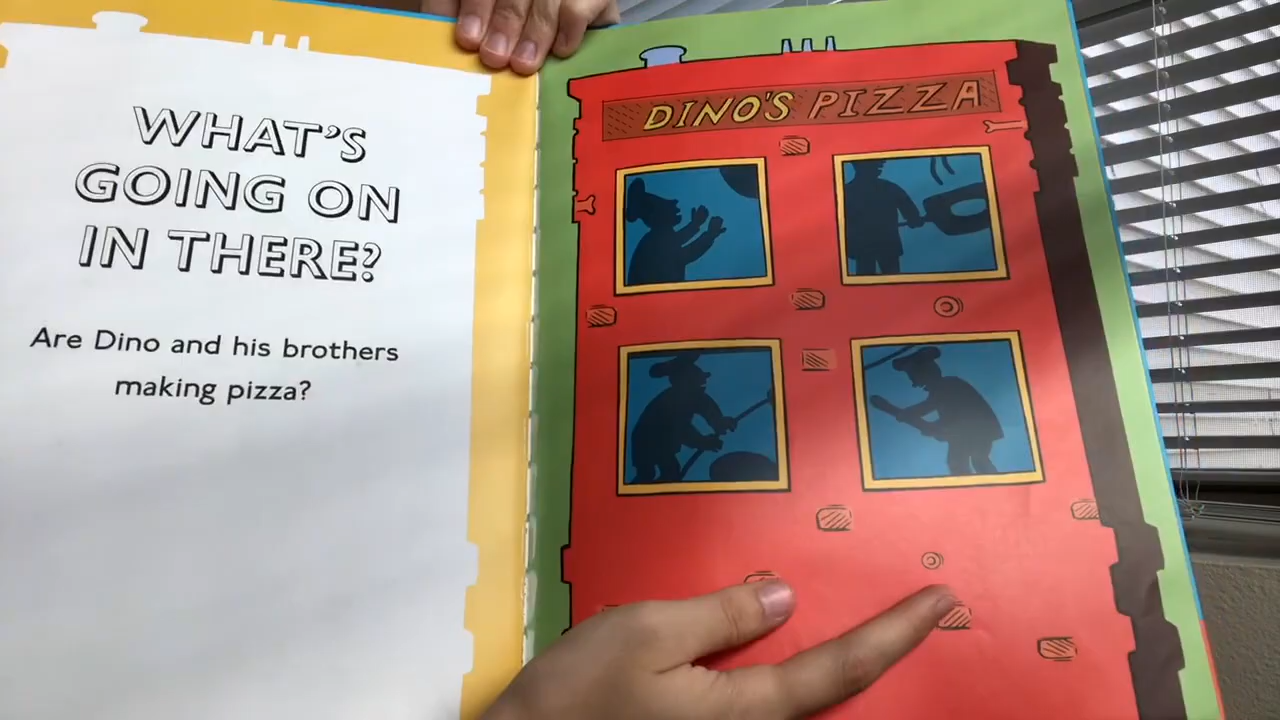 WHAT'S
GOING ON
IN THERE?
Are Dino and his brothers
making pizza?
DINO'S PIZZA